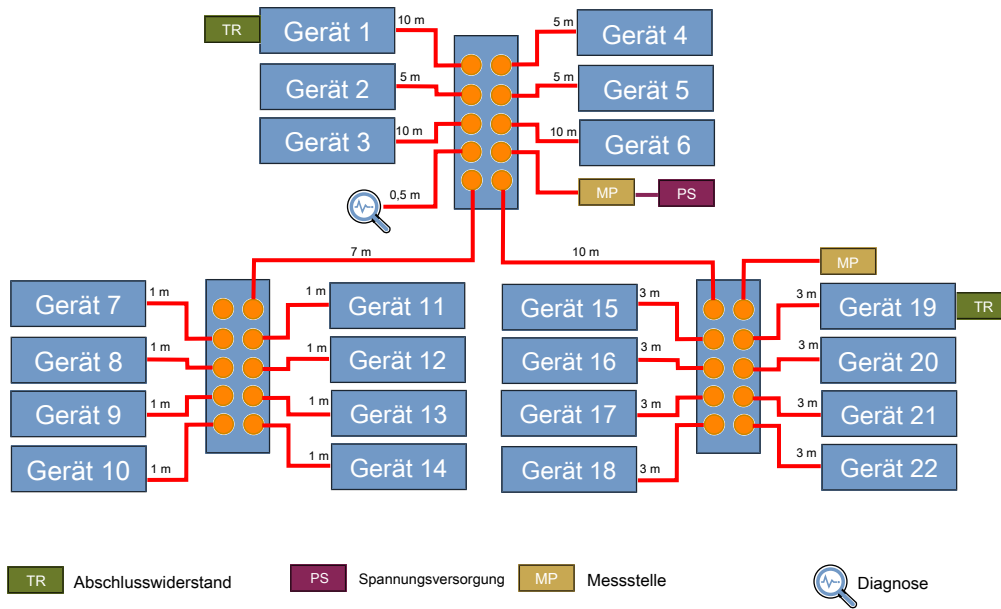 TR
Gerät 1
10 m
5 m
Gerät 4
Gerät 2
5 m
5 m
Gerät 5
Gerät 3
10 m
10 m
Gerät 6
0,5 m
MP
PS
7 m
10 m
MP
Gerät 7
1 m
1 m
Gerät 11
Gerät 8
1 m
1 m
Gerät 12
Gerät 9
1 m
1 m
Gerät 13
Gerät 10
1 m
1 m
Gerät 14
Gerät 15
3 m
3 m
Gerät 19
TR
Gerät 16
3 m
3 m
Gerät 20
Gerät 17
3 m
3 m
Gerät 21
Gerät 18
3 m
3 m
Gerät 22
TR
Abschlusswiderstand
PS
Spannungsversorgung
MP
Messstelle
Diagnose